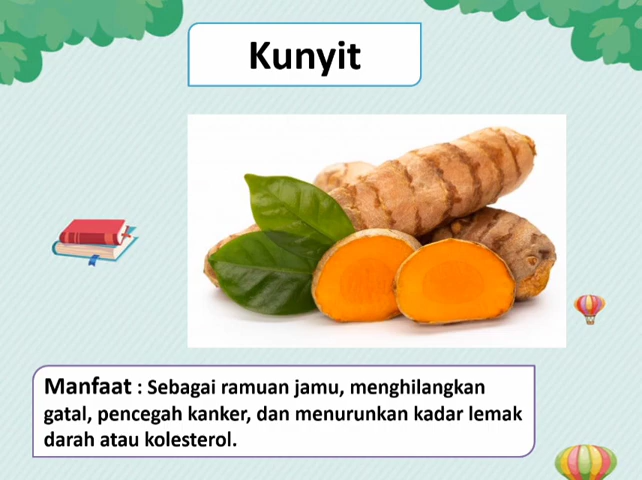 Kunyit
Manfaat : Sebagai ramuan jamu, menghilangkan
gatal, pencegah kanker, dan menurunkan kadar lemak
darah atau kolesterol.